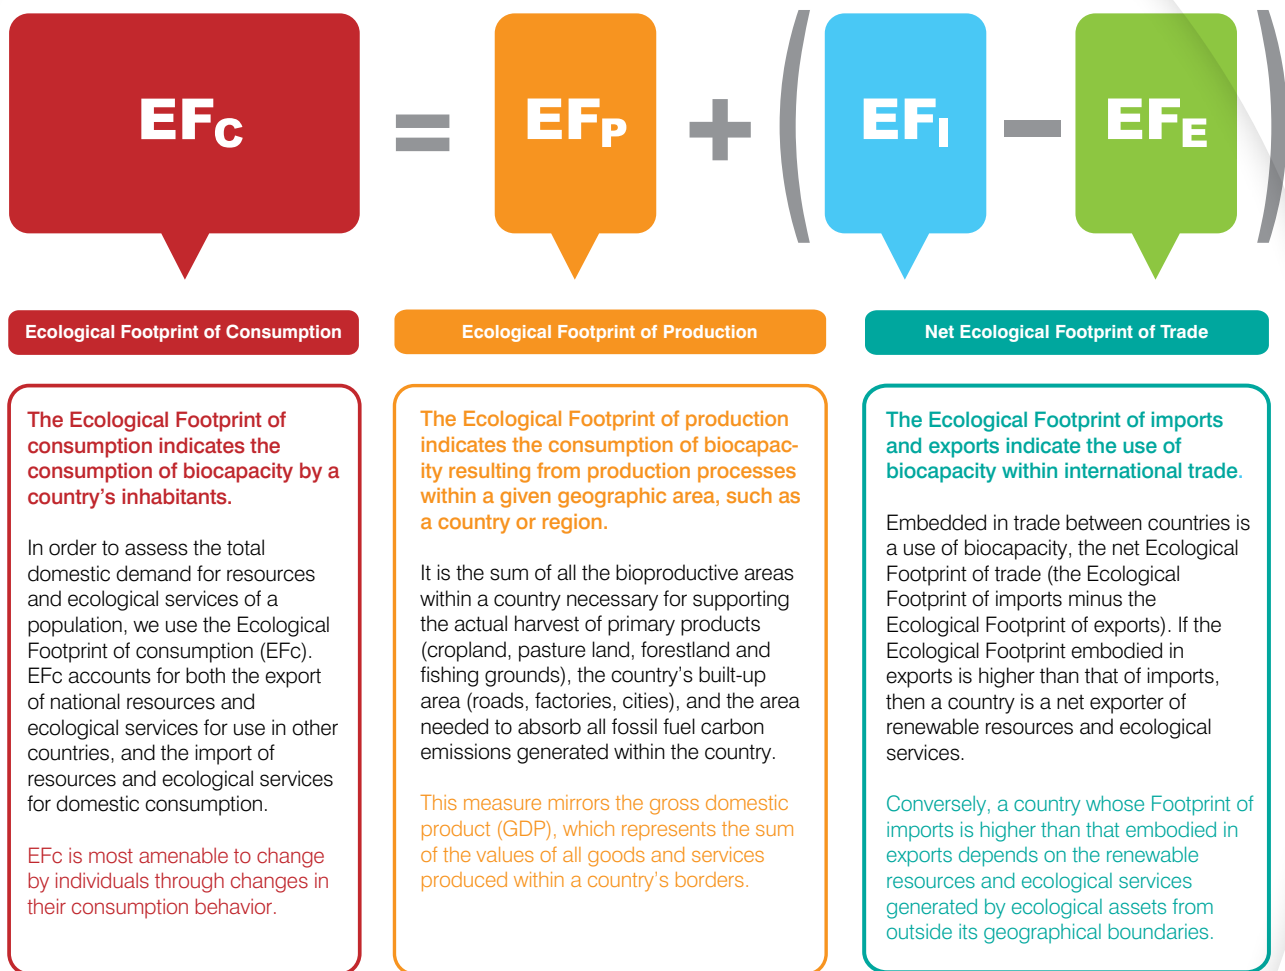 EFC = EFP + (EFI − EFE)
Ecological Footprint of Consumption
The Ecological Footprint of
consumption indicates the
consumption of biocapacity by a
country's inhabitants.
In order to assess the total
domestic demand for resources
and ecological services of a
population, we use the Ecological
Footprint of consumption (EFc).
EFc accounts for both the export
of national resources and
ecological services for use in other
countries, and the import of
resources and ecological services
for domestic consumption.
EFc is most amenable to change
by individuals through changes in
their consumption behavior.
Ecological Footprint of Production
The Ecological Footprint of production
indicates the consumption of biocapac-
ity resulting from production processes
within a given geographic area, such as
a country or region.
It is the sum of all the bioproductive areas
within a country necessary for supporting
the actual harvest of primary products
(cropland, pasture land, forestland and
fishing grounds), the country's built-up
area (roads, factories, cities), and the area
needed to absorb all fossil fuel carbon
emissions generated within the country.
This measure mirrors the gross domestic
product (GDP), which represents the sum
of the values of all goods and services
produced within a country's borders.
Net Ecological Footprint of Trade
The Ecological Footprint of imports
and exports indicate the use of
biocapacity within international trade.
Embedded in trade between countries is
a use of biocapacity, the net Ecological
Footprint of trade (the Ecological
Footprint of imports minus the
Ecological Footprint of exports). If the
Ecological Footprint embodied in
exports is higher than that of imports,
then a country is a net exporter of
renewable resources and ecological
services.
Conversely, a country whose Footprint of
imports is higher than that embodied in
exports depends on the renewable
resources and ecological services
generated by ecological assets from
outside its geographical boundaries.